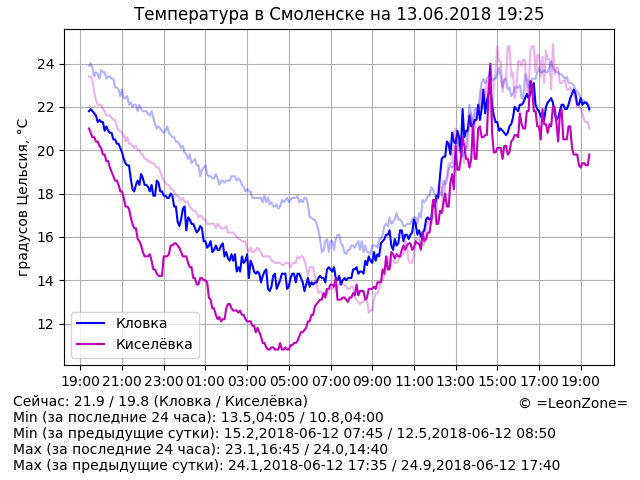 Температура в Смоленске на 13.06.2018 19:25
градусов Цельсия, °C
24
22
20
18
16
14
12
Кловка
Киселёвка
19:00 21:00 23:00 01:00 03:00 05:00 07:00 09:00 11:00 13:00 15:00 17:00 19:00
Сейчас: 21.9 / 19.8 (Кловка / Киселёвка)
© =LeonZone=
Min (за последние 24 часа): 13.5,04:05 / 10.8,04:00
Min (за предыдущие сутки): 15.2,2018-06-12 07:45 / 12.5,2018-06-12 08:50
Max (за последние 24 часа): 23.1,16:45 / 24.0,14:40
Max (за предыдущие сутки): 24.1,2018-06-12 17:35 / 24.9,2018-06-12 17:40